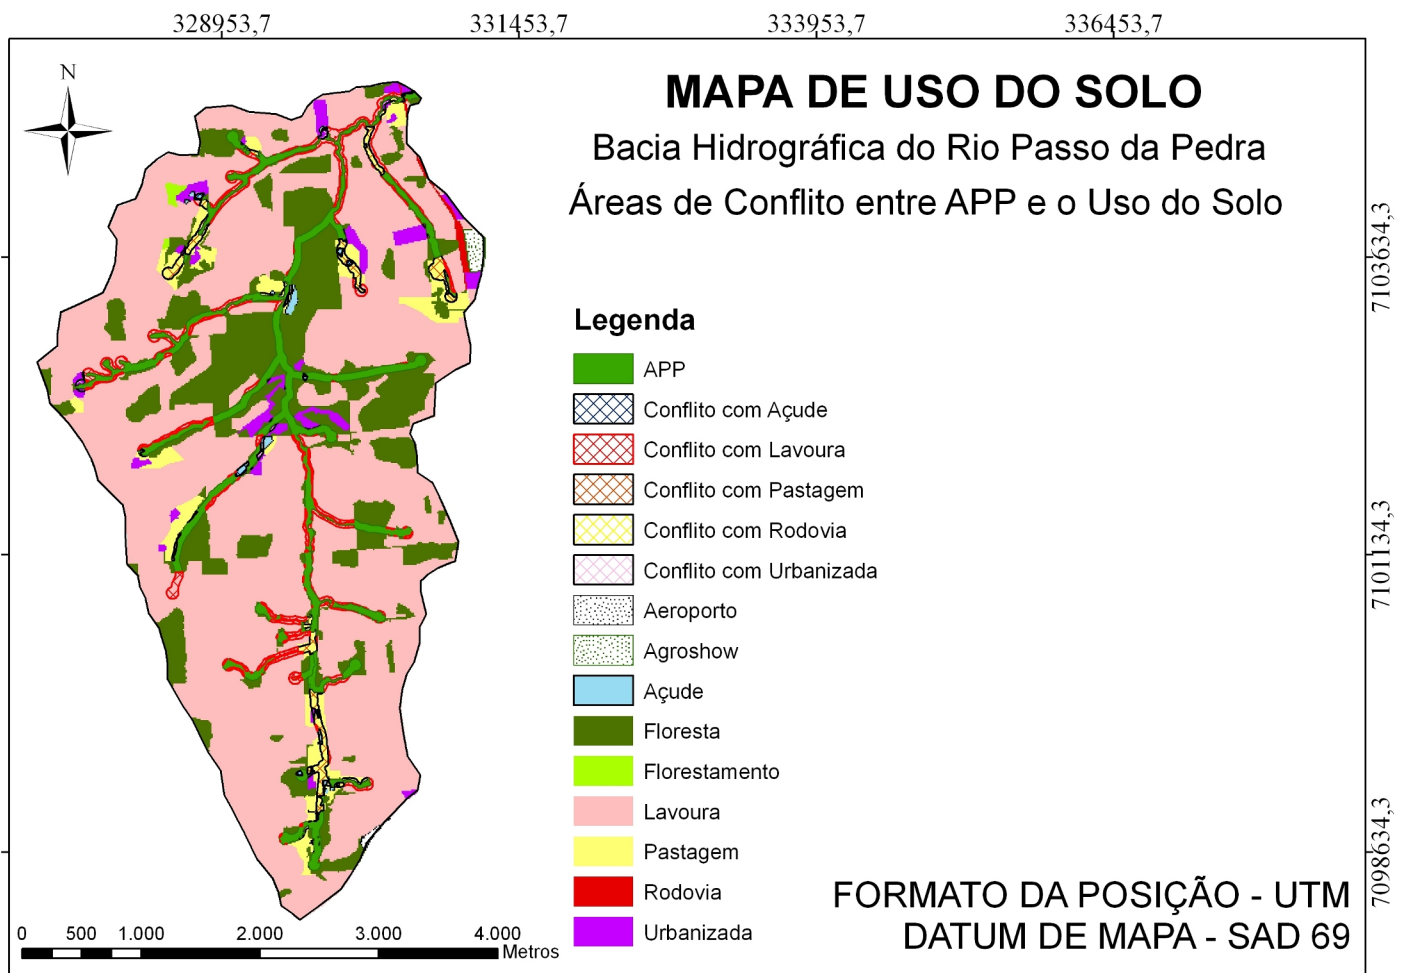 328953,7
331453,7
333953,7
336453,7
N
MAPA DE USO DO SOLO
Bacia Hidrográfica do Rio Passo da Pedra
Áreas de Conflito entre APP e o Uso do Solo
7103634,3
Legenda
APP
Conflito com Açude
Conflito com Lavoura
Conflito com Pastagem
Conflito com Rodovia
Conflito com Urbanizada
Aeroporto
Agroshow
Açude
Floresta
Florestamento
Lavoura
Pastagem
Rodovia
Urbanizada
7101134,3
7098634,3
FORMATO DA POSIÇÃO - UTM
DATUM DE MAPA - SAD 69
0 500 1.000 2.000 3.000 4.000
Metros